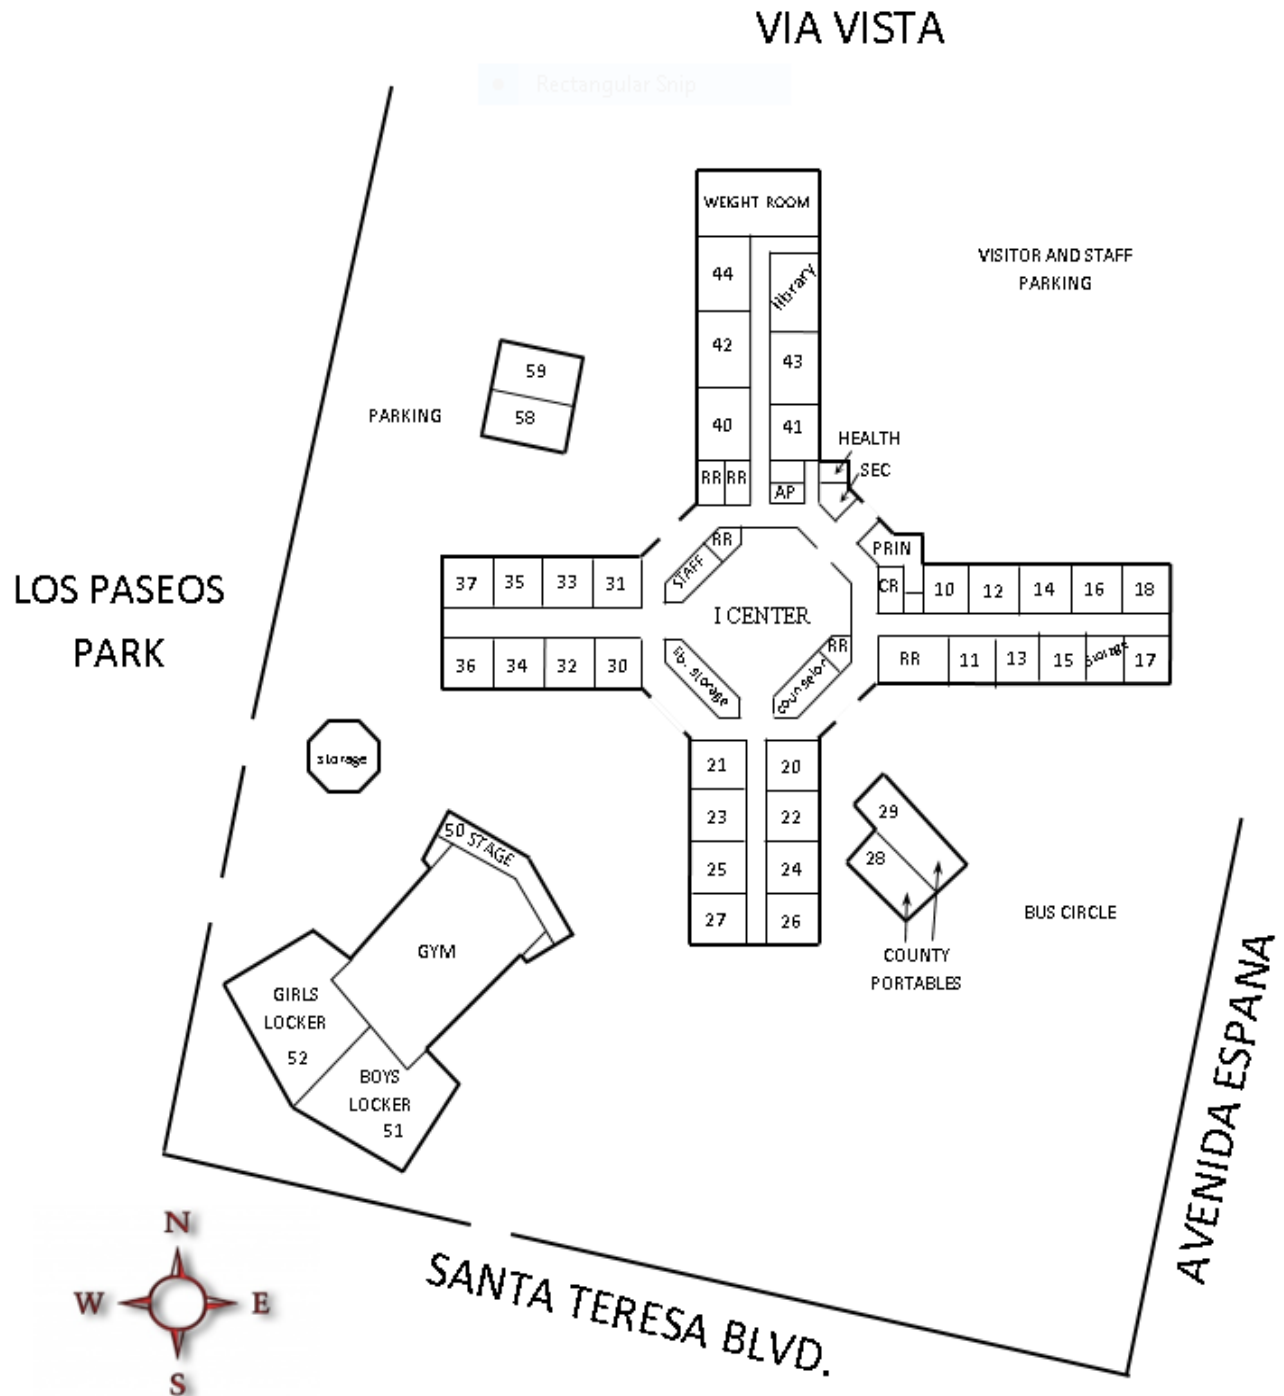 VIA VISTA
Rectangular Snip
WEIGHT ROOM
44
library
VISITOR AND STAFF
PARKING
42
43
59
58
PARKING
40
41
HEALTH
SEC
RR RR
AP
RR
STAFF
PRIN
CR
LOS PASEOS
PARK
37 35 33 31
10 12 14 16 18
I CENTER
36 34 32 30
lib. storage
RR
counselor
RR 11 13 15 storage 17
storage
21 20
23 22
25 24
27 26
29
28
COUNTY
PORTABLES
BUS CIRCLE
50 STAGE
GYM
GIRLS
LOCKER
52
BOYS
LOCKER
51
AVENIDA ESPANA
SANTA TERESA BLVD.
N
W E
S